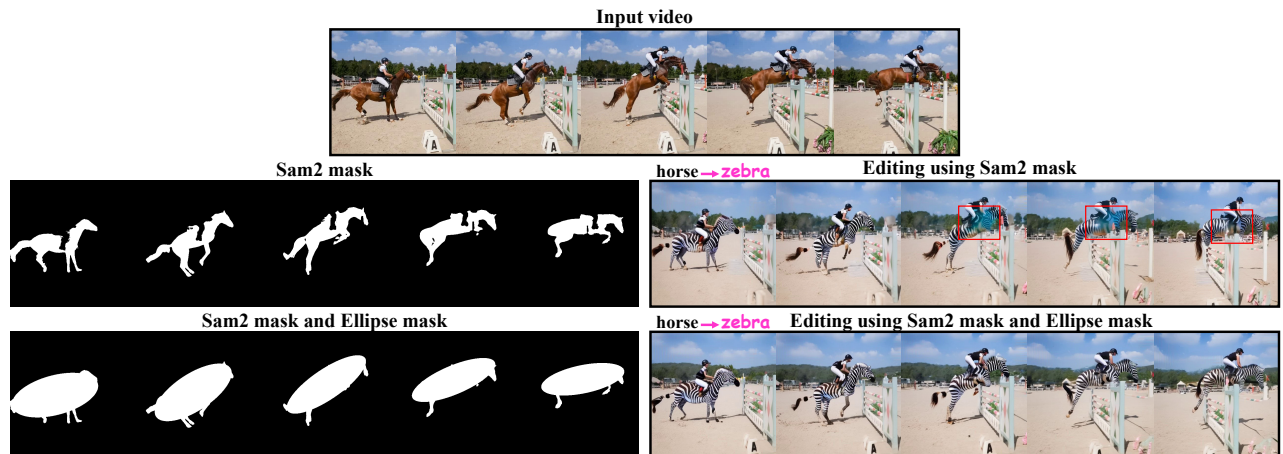 Input video
A
A
A
A
Sam2 mask
horse → zebra
Editing using Sam2 mask
Sam2 mask and Ellipse mask
horse → zebra
Editing using Sam2 mask and Ellipse mask
A
A